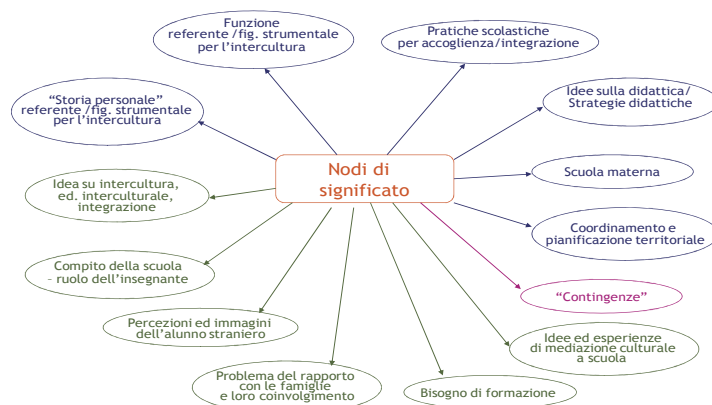 Funzione
referente /fig. strumentale
per l'intercultura
Pratiche scolastiche
per accoglienza/integrazione
"Storia personale"
referente /fig. strumentale
per l'intercultura
Idee sulla didattica/
Strategie didattiche
Nodi di
significato
Idea su intercultura,
ed. interculturale,
integrazione
Scuola materna
Coordinamento e
pianificazione territoriale
Compito della scuola
- ruolo dell'insegnante
"Contingenze"
Percezioni ed immagini
dell'alunno straniero
Idee ed esperienze
di mediazione culturale
a scuola
Problema del rapporto
con le famiglie
e loro coinvolgimento
Bisogno di formazione